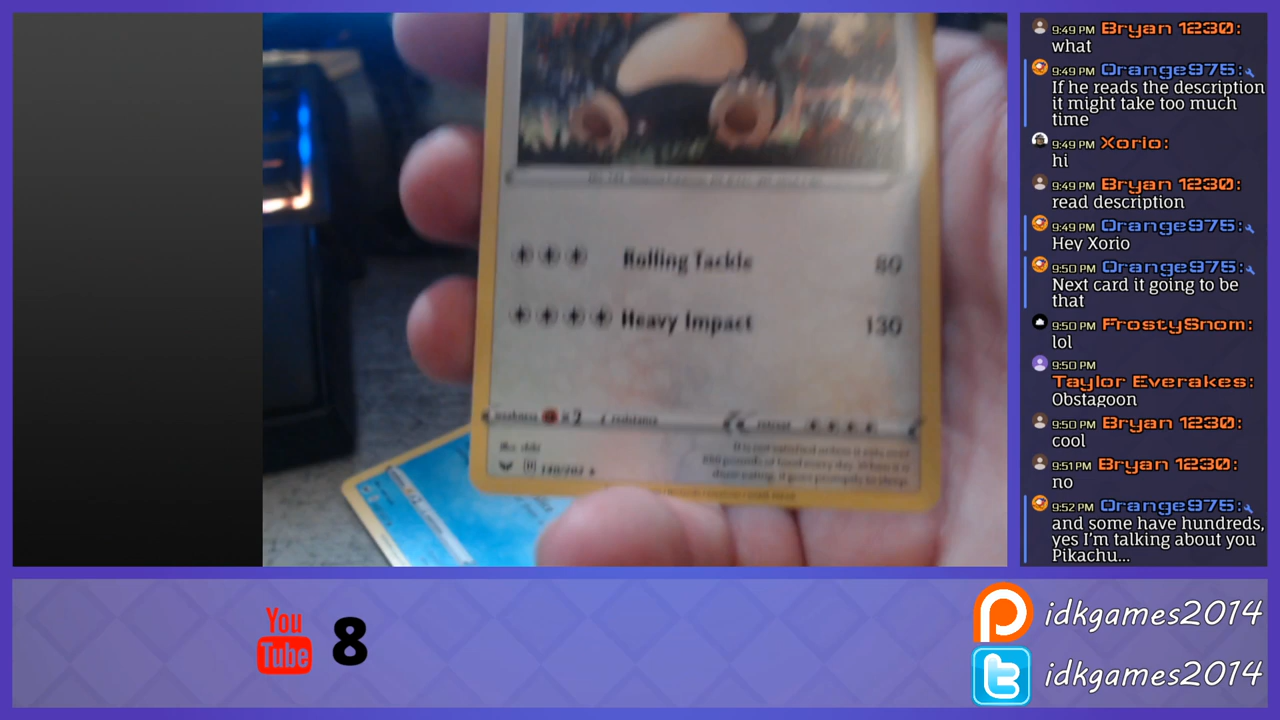 Rolling Tackle 80
Heavy Impact 130
weakness ×2 resistance retreat
9:49 PM Bryan 1230:
what
9:49 PM Orange975:
If he reads the description
it might take too much
time
9:49 PM Xorio:
hi
9:49 PM Bryan 1230:
read description
9:49 PM Orange975:
Hey Xorio
9:50 PM Orange975:
Next card it going to be
that
9:50 PM FrostySnom:
lol
9:50 PM
Taylor Everakes:
Obstagoon
9:50 PM Bryan 1230:
cool
9:51 PM Bryan 1230:
no
9:52 PM Orange975:
and some have hundreds,
yes I'm talking about you
Pikachu...
You
Tube 8
idkgames2014
idkgames2014